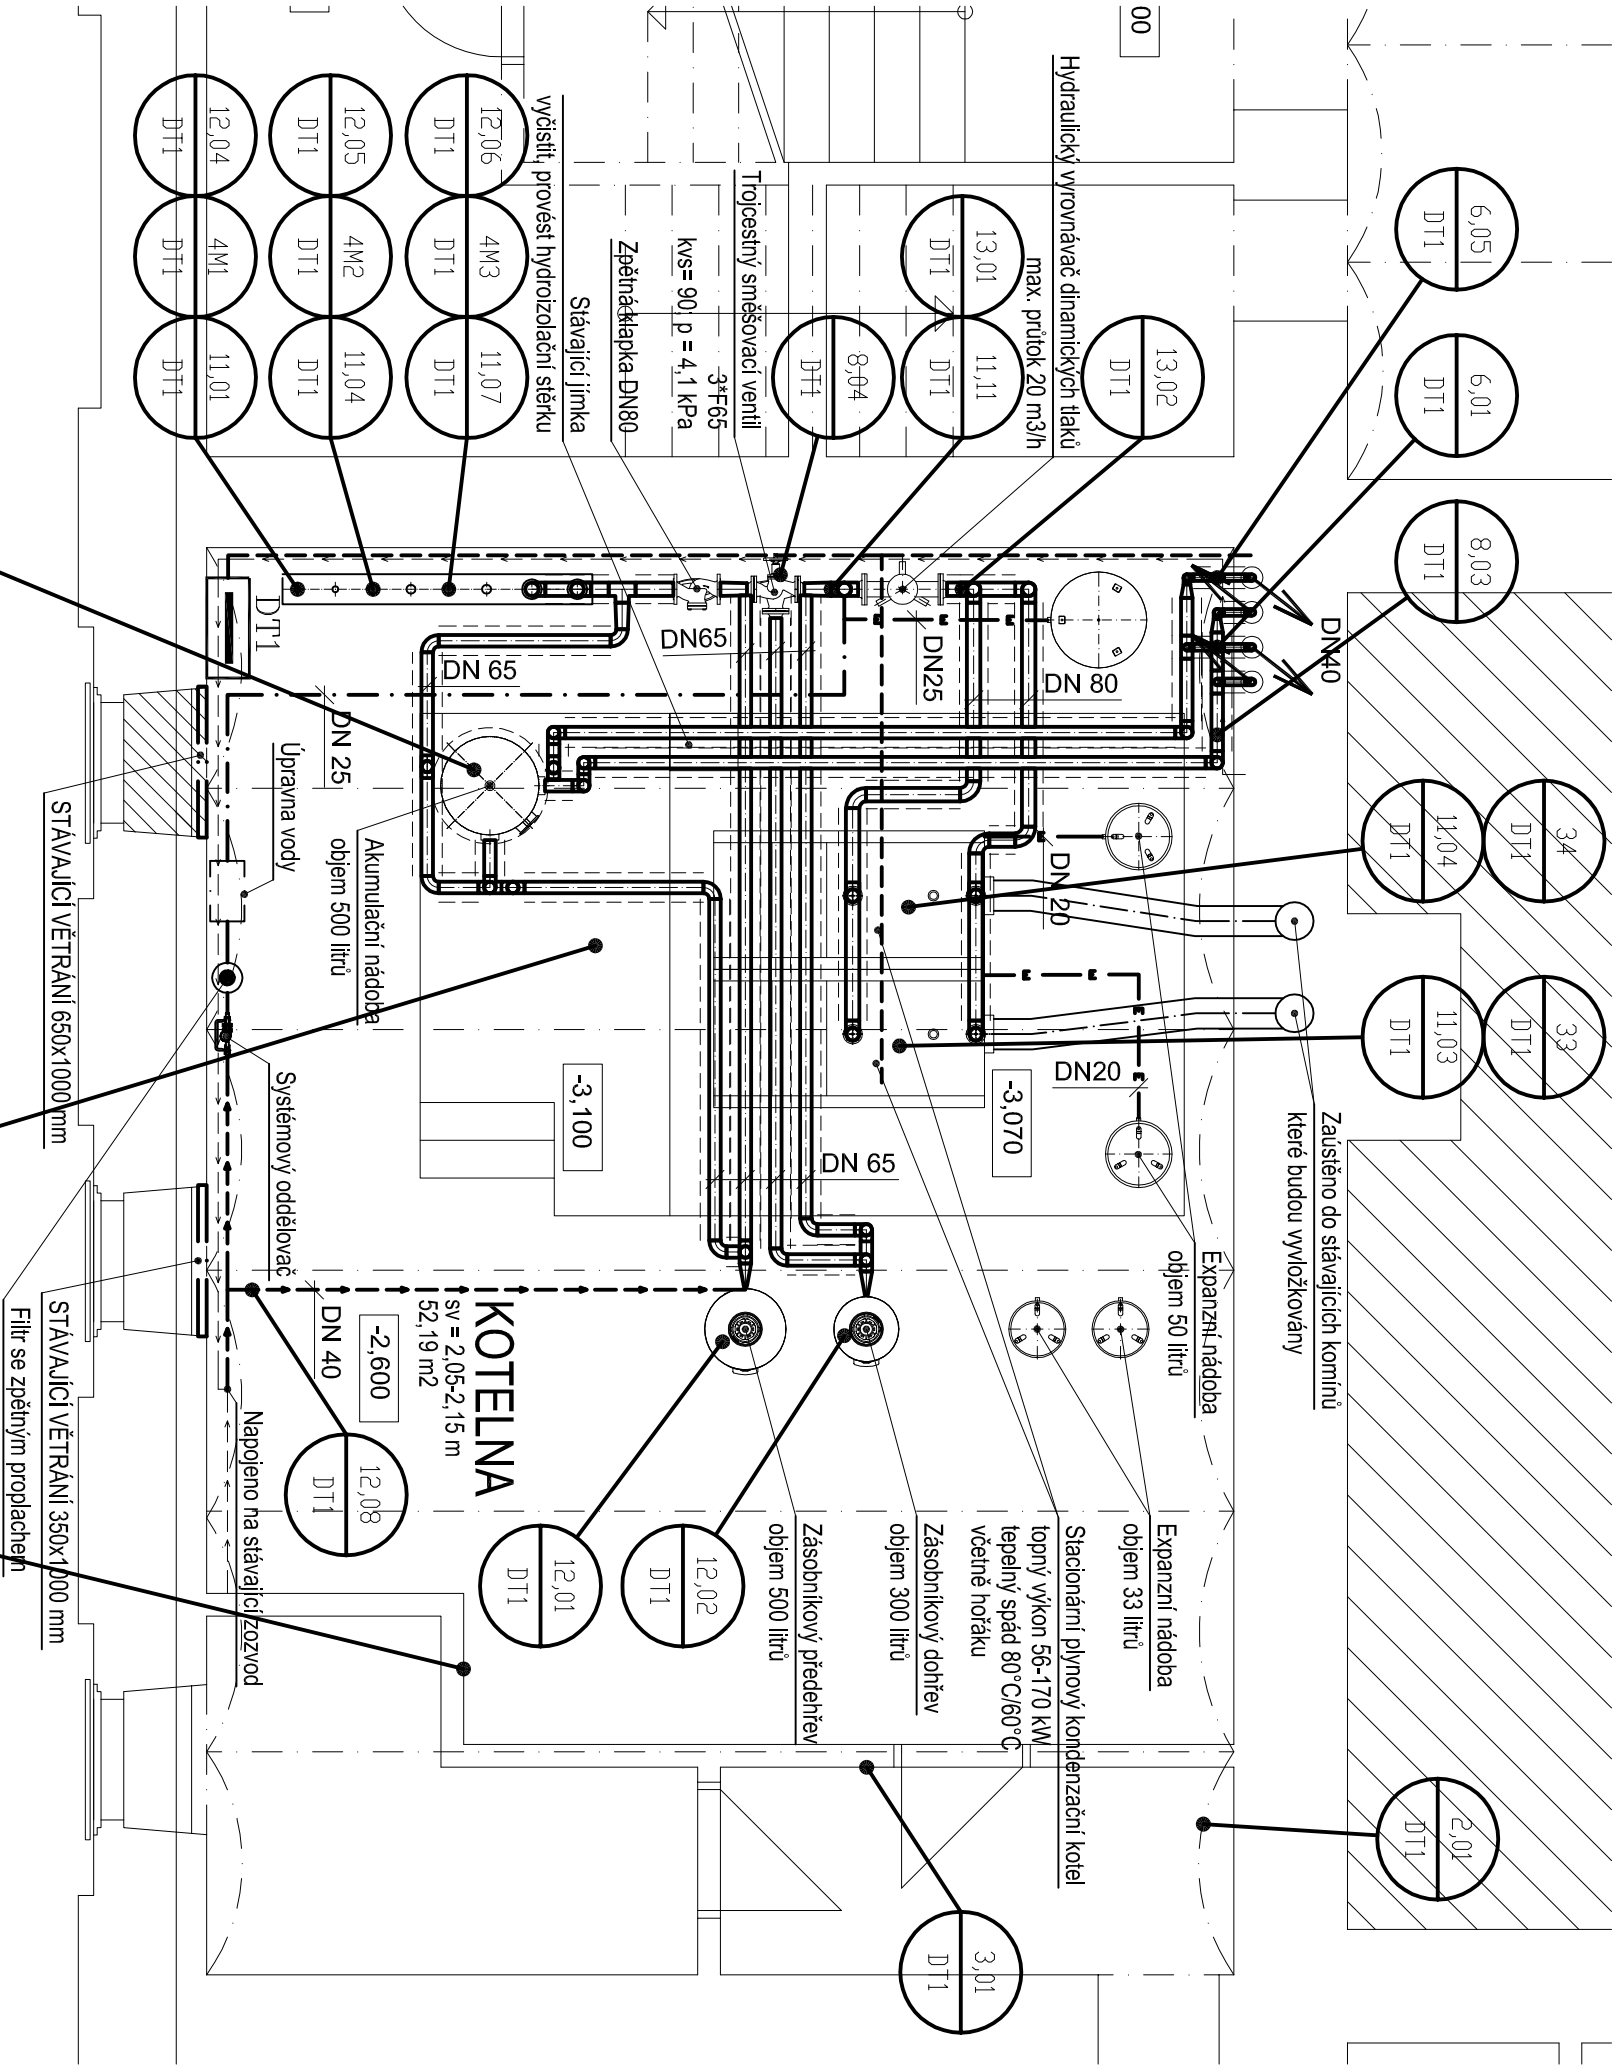 00
Hydraulický vyrovnávač dinamických tlaků
max. průtok 20 m3/h
6,05
DT1
6,01
DT1
8,03
DT1
13,02
DT1
13,01
DT1
11,11
DT1
8,04
DT1
Trojcestný směšovací ventil
3*F65
kvs= 90; p = 4,1 kPa
Zpětná klapka DN80
Stávající jímka
vyčistit, provést hydroizolační stěrku
12,06
DT1
4M3
DT1
11,07
DT1
12,05
DT1
4M2
DT1
11,04
DT1
12,04
DT1
4M1
DT1
11,01
DT1
DN40
DT1
DN 65
DN65
DN25
DN 80
DN 25
Úpravna vody
Akumulační nádoba
objem 500 litrů
STÁVAJÍCÍ VĚTRÁNÍ 650x1000 mm
DN 20
34
DT1
11,04
DT1
33
DT1
11,03
DT1
-3,100
-3,070
DN20
DN 65
Zaústěno do stávajících komínů
které budou vyvložkovány
Expanzní nádoba
objem 50 litrů
Systémový oddělovač
DN 40
-2,600
KOTELNA
sv = 2,05-2,15 m
52,19 m2
STÁVAJÍCÍ VĚTRÁNÍ 350x1000 mm
Filtr se zpětným proplachem
Napojeno na stávající rozvod
12,08
DT1
12,01
DT1
12,02
DT1
Zásobníkový předehřev
objem 500 litrů
Zásobníkový dohřev
objem 300 litrů
Stacionární plynový kondenzační kotel
topný výkon 56-170 kW
tepelný spád 80°C/60°C
včetně hořáku
Expanzní nádoba
objem 33 litrů
2,01
DT1
3,01
DT1